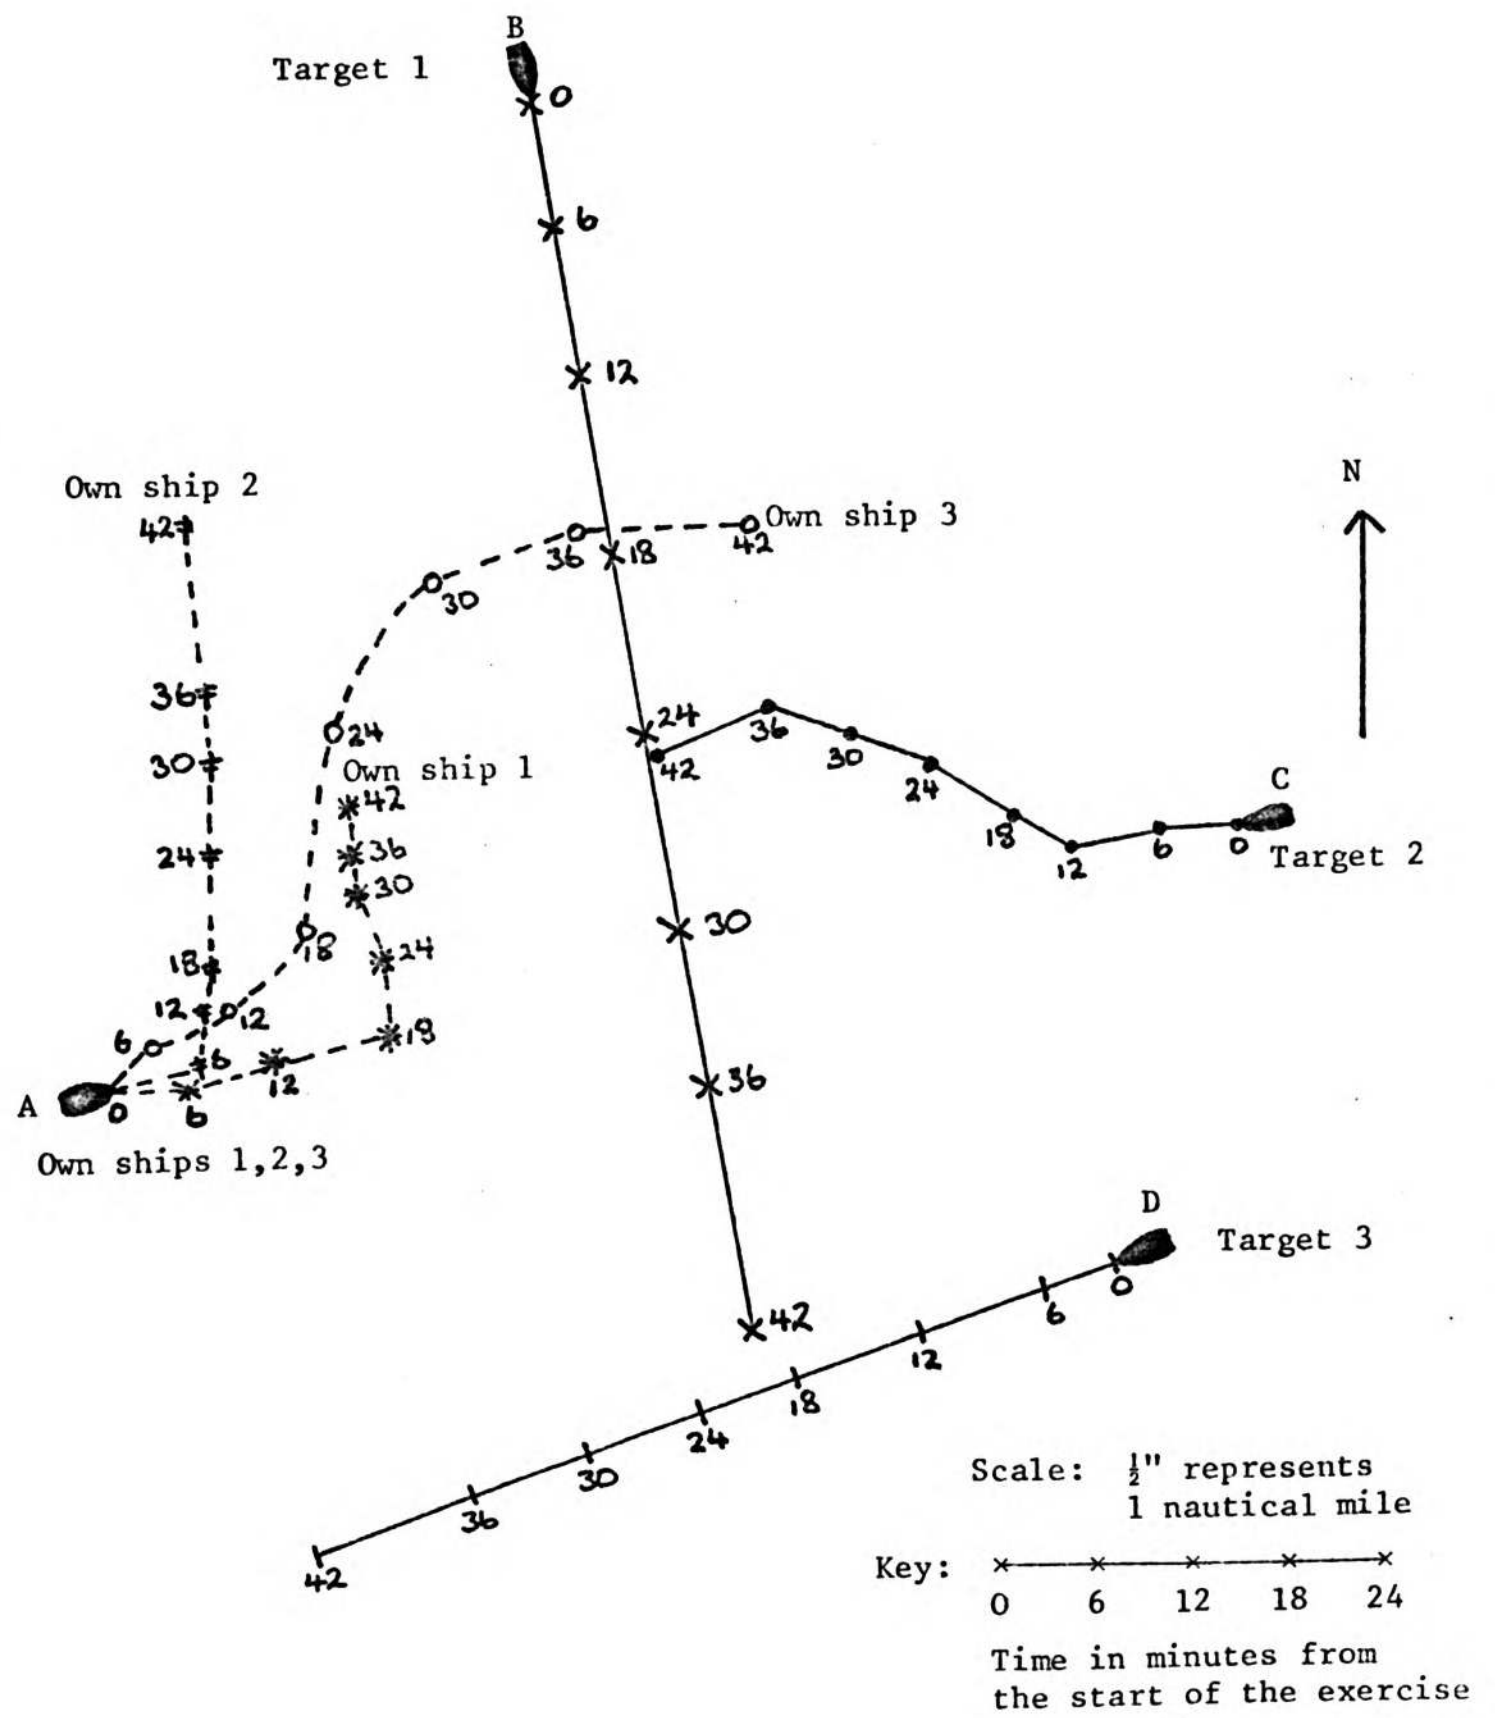 B
Target 1
0
6
12
Own ship 2
N
42
Own ship 3
36
18
42
30
36
24
24
36
30
Own ship 1
42
30
C
42
24
18
24
36
12
6
0
Target 2
30
30
18
24
18
12
12
18
6
6
12
36
A
0
6
Own ships 1,2,3
D
Target 3
0
6
42
12
18
24
30
36
42
Scale: ½" represents
1 nautical mile
Key:
0 6 12 18 24
Time in minutes from
the start of the exercise